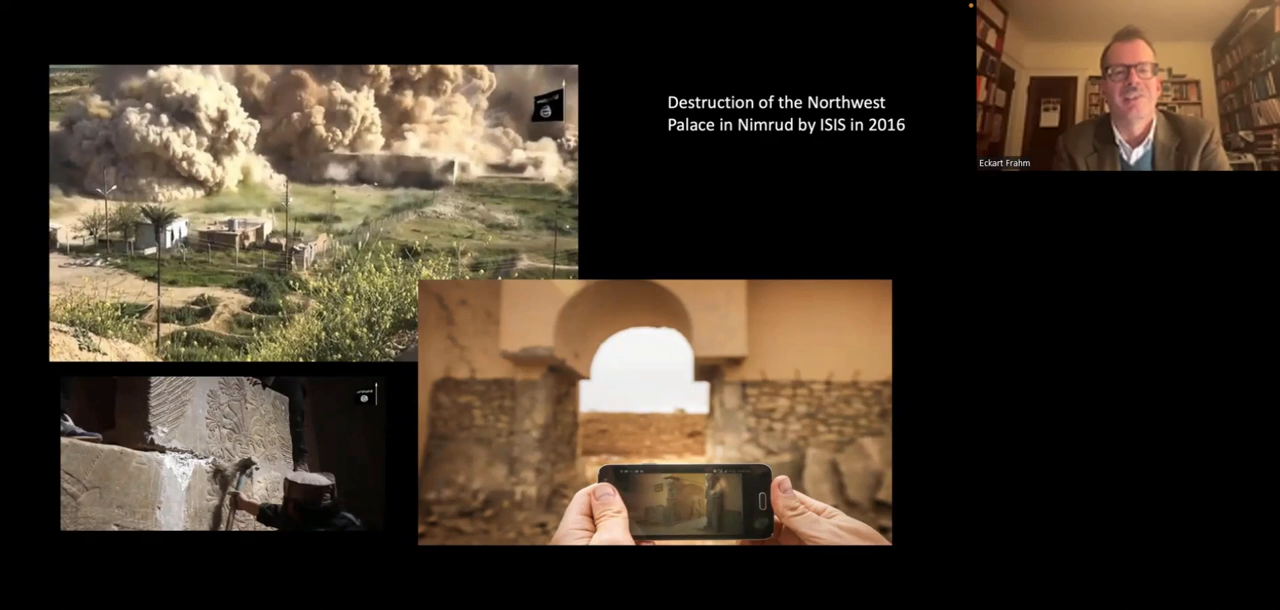 Destruction of the Northwest
Palace in Nimrud by ISIS in 2016
Eckart Frahm